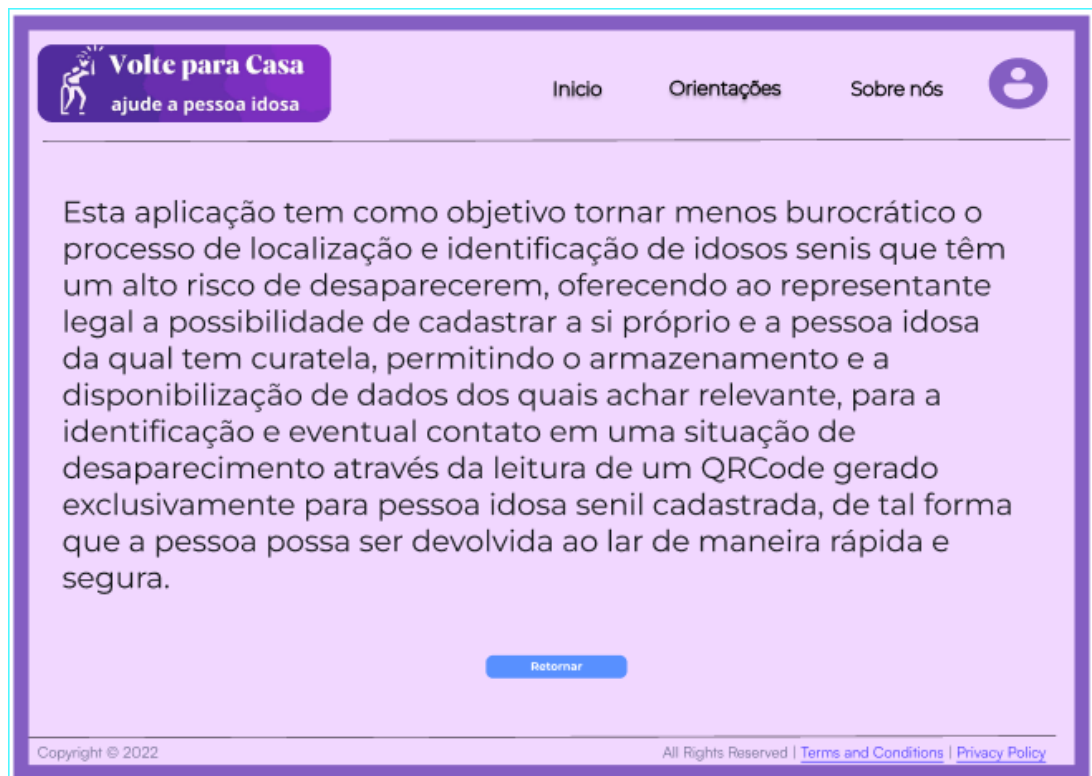 Volte para Casa
ajude a pessoa idosa
Inicio Orientações Sobre nós
Esta aplicação tem como objetivo tornar menos burocrático o
processo de localização e identificação de idosos senis que têm
um alto risco de desaparecerem, oferecendo ao representante
legal a possibilidade de cadastrar a si próprio e a pessoa idosa
da qual tem curatela, permitindo o armazenamento e a
disponibilização de dados dos quais achar relevante, para a
identificação e eventual contato em uma situação de
desaparecimento através da leitura de um QRCode gerado
exclusivamente para pessoa idosa senil cadastrada, de tal forma
que a pessoa possa ser devolvida ao lar de maneira rápida e
segura.
Retornar
Copyright © 2022 All Rights Reserved | Terms and Conditions | Privacy Policy